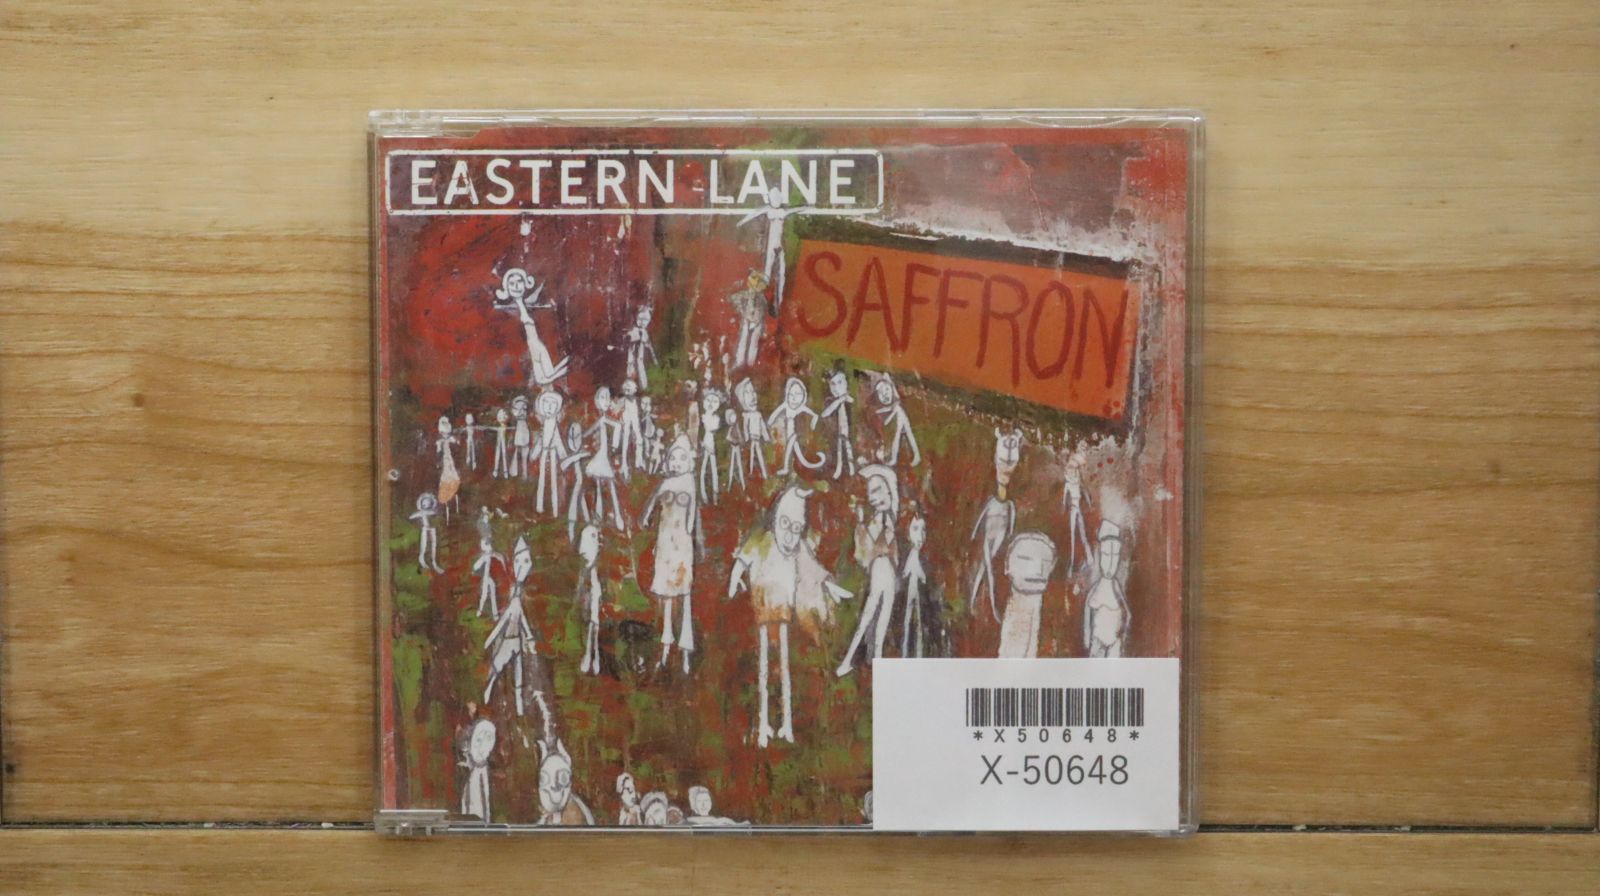 EASTERN LANE
SAFFRON
*X50648*
X-50648